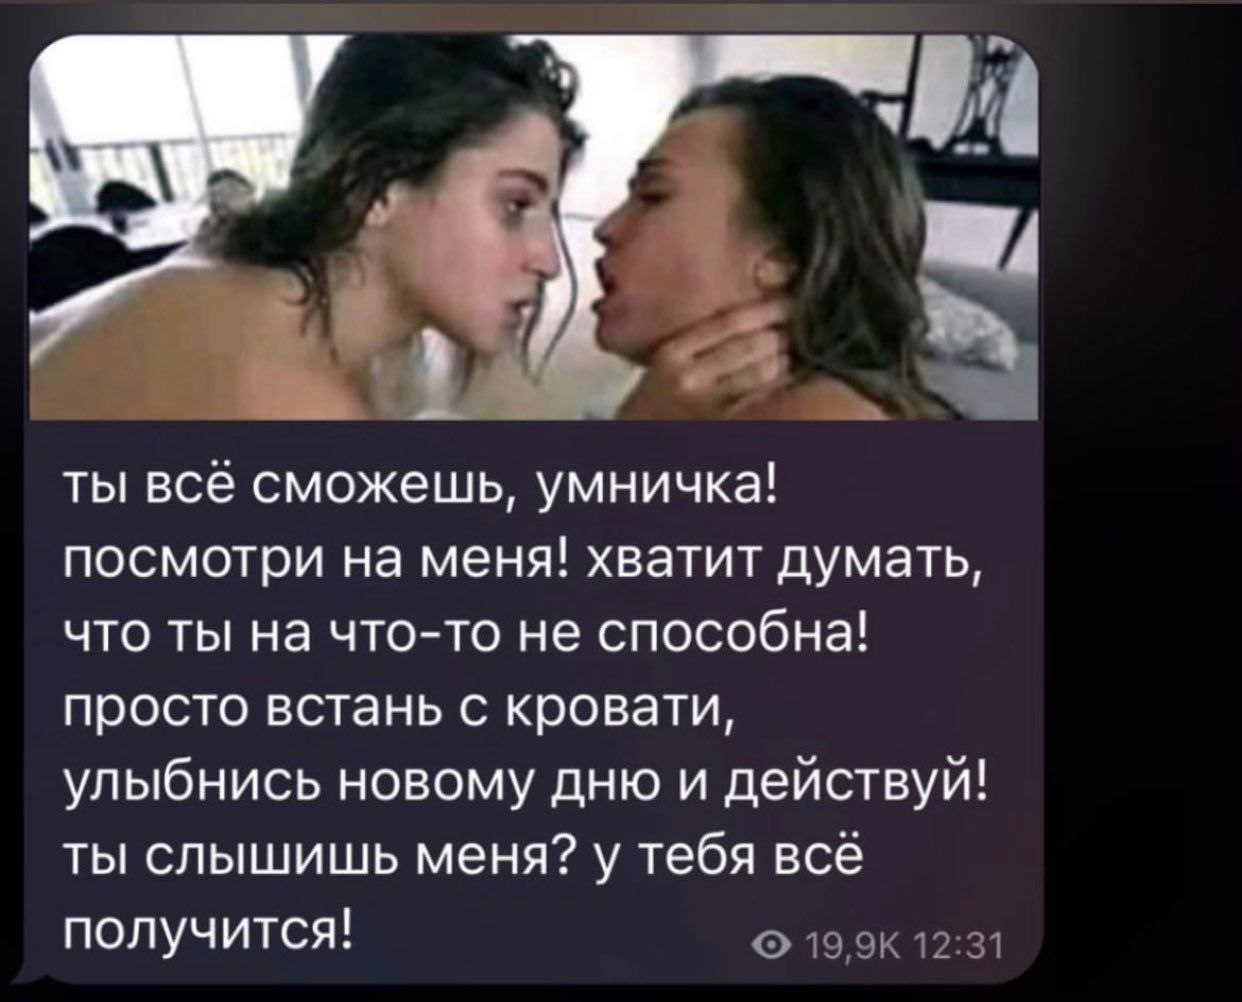 ты всё сможешь, умничка!
посмотри на меня! хватит думать,
что ты на что-то не способна!
просто встань с кровати,
улыбнись новому дню и действуй!
ты слышишь меня? у тебя всё
получится!
19,9K 12:31